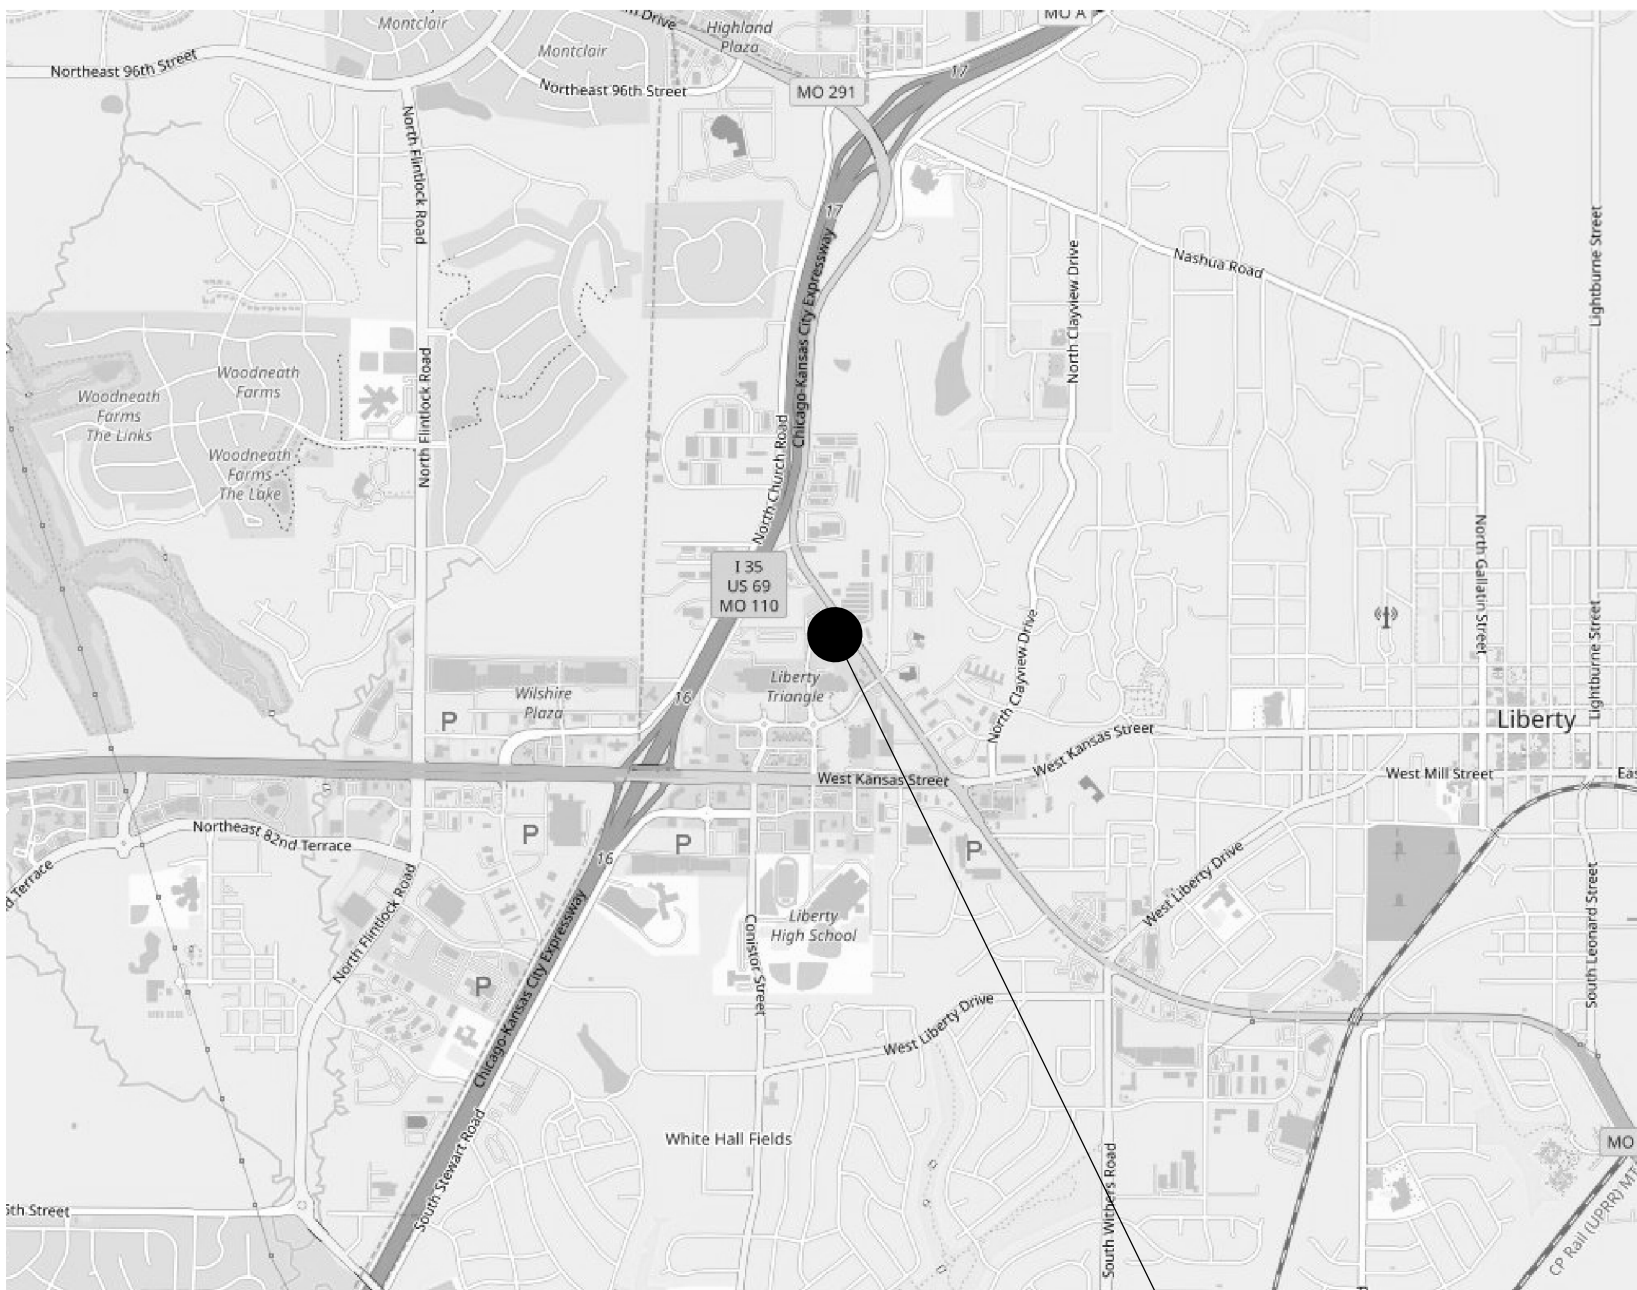 Montclair
Montclair
Drive
Highland
Plaza
MO A
17
Northeast 96th Street
Northeast 96th Street
MO 291
North Flintlock Road
17
Chicago-Kansas City Expressway
Nashua Road
North Clayview Drive
Lightburne Street
Woodneath
Farms
Woodneath
Farms
The Links
Woodneath
Farms
The Lake
North Flintlock Road
North Church Road
I 35
US 69
MO 110
North Gallatin Street
North Clayview Drive
Lightburne Street
Liberty
Triangle
16
Wilshire
Plaza
P
Liberty
West Kansas Street
West Kansas Street
West Mill Street
Eas
Northeast 82nd Terrace
d Terrace
P
P
P
16
West Liberty Drive
North Flintlock Road
Chicago-Kansas City Expressway
Liberty
High School
Conistor Street
South Leonard Street
P
West Liberty Drive
White Hall Fields
MO
South Stewart Road
South Withers Road
5th Street
CP Rail (UPRR) MT